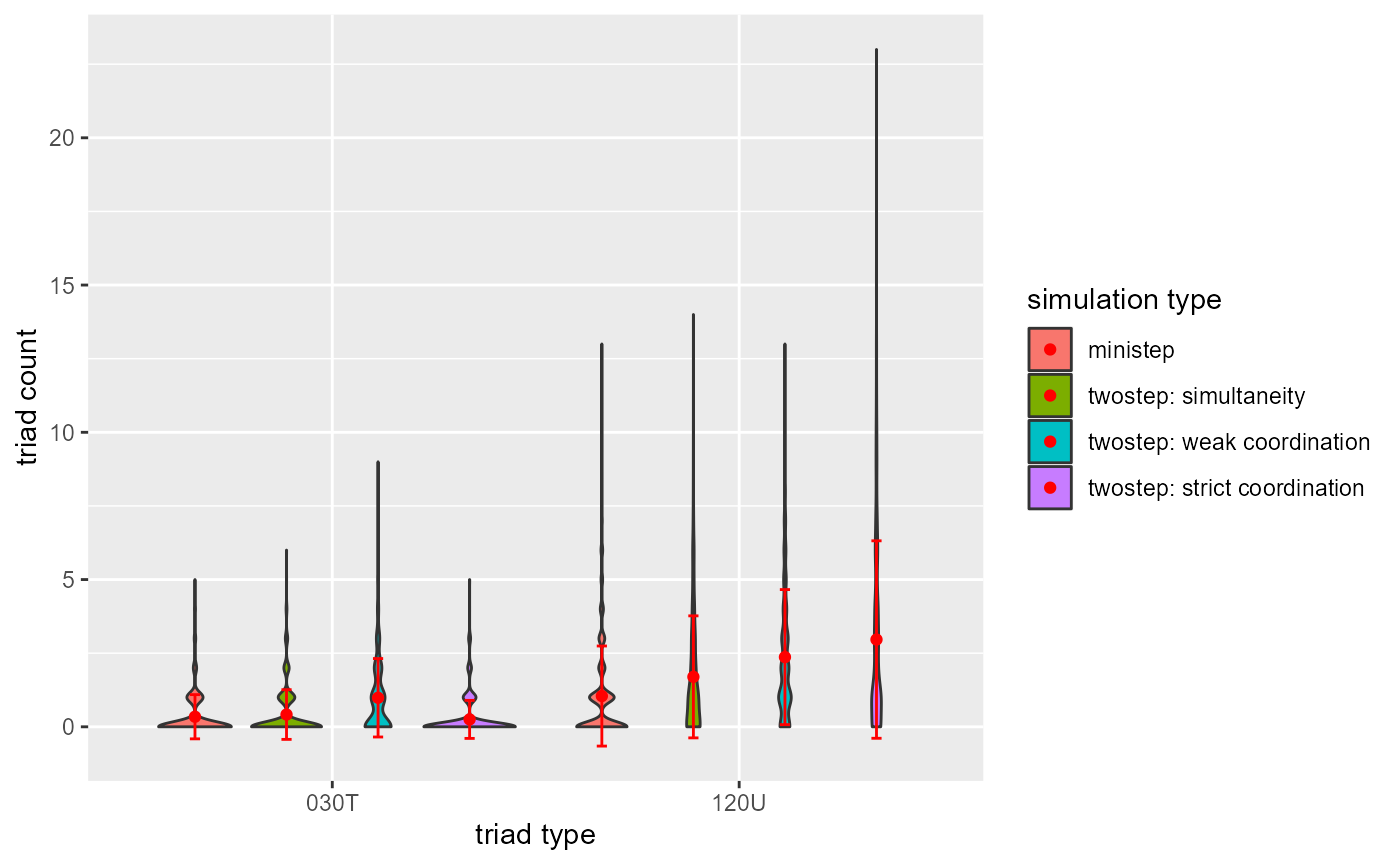 20
15
10
5
0
triad count
030T
120U
triad type
simulation type
ministep
twostep: simultaneity
twostep: weak coordination
twostep: strict coordination